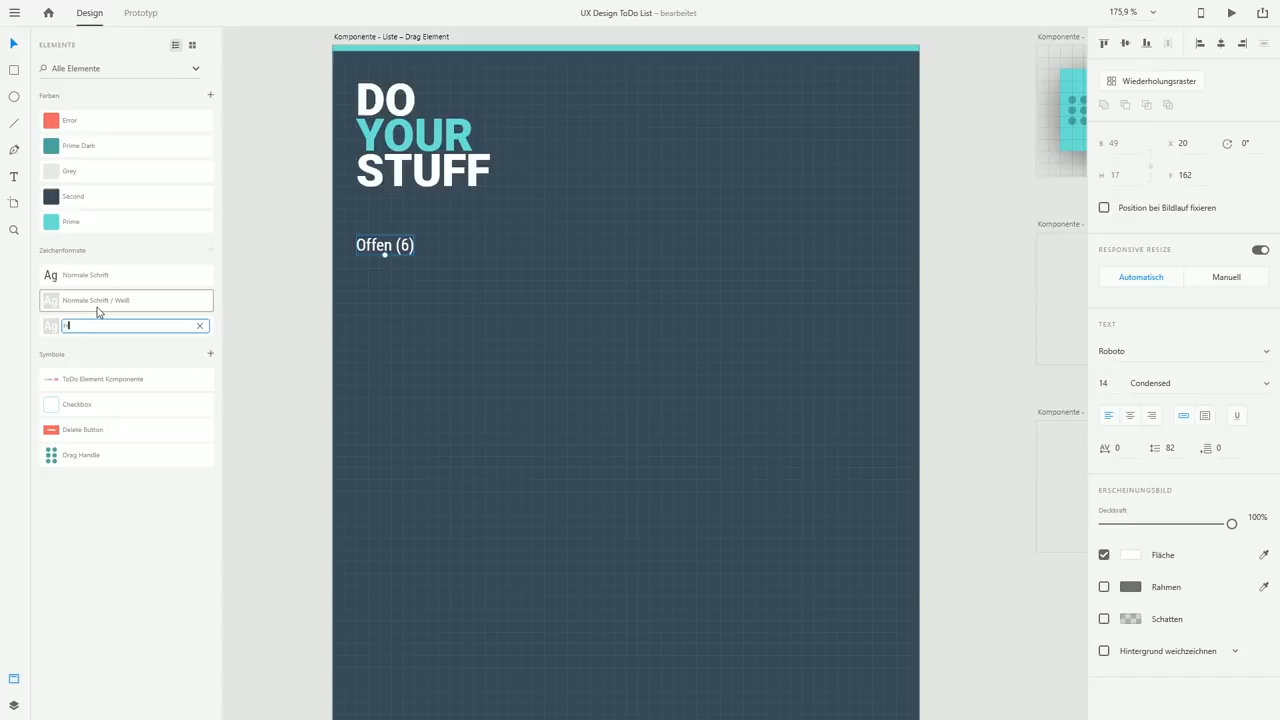 Design
Prototyp
UX Design ToDo List – bearbeitet
175,9 %
ELEMENTE
Alle Elemente
Farben
Error
Prime Dark
Grey
Second
Prime
Zeichenformate
Ag Normale Schrift
Ag Normale Schrift / Weiß
Ag
Symbole
ToDo Element Komponente
Checkbox
Delete Button
Drag Handle
Komponente - Liste – Drag Element
DO
YOUR
STUFF
Offen (6)
Komponente -
Komponente -
Komponente -
Wiederholungsraster
B 49 X 20 0°
H 17 Y 162
Position bei Bildlauf fixieren
RESPONSIVE RESIZE
Automatisch Manuell
TEXT
Roboto
14 Condensed
AV 0 82 0
ERSCHEINUNGSBILD
Deckkraft
100%
Fläche
Rahmen
Schatten
Hintergrund weichzeichnen